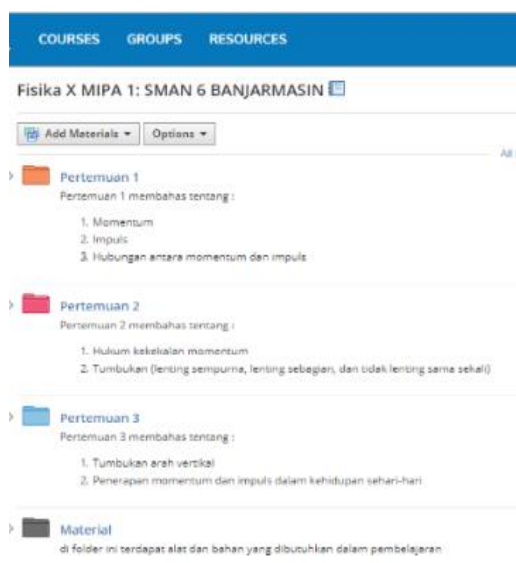 COURSES GROUPS RESOURCES
Fisika X MIPA 1: SMAN 6 BANJARMASIN
Add Materials Options
All
Pertemuan 1
Pertemuan 1 membahas tentang :
1. Momentum
2. Impuls
3. Hubungan antara momentum dan impuls
Pertemuan 2
Pertemuan 2 membahas tentang :
1. Hukum kekekalan momentum
2. Tumbukan (lenting sempurna, lenting sebagian, dan tidak lenting sama sekali)
Pertemuan 3
Pertemuan 3 membahas tentang :
1. Tumbukan arah vertikal
2. Penerapan momentum dan impuls dalam kehidupan sehari-hari
Material
di folder ini terdapat alat dan bahan yang dibutuhkan dalam pembelajaran